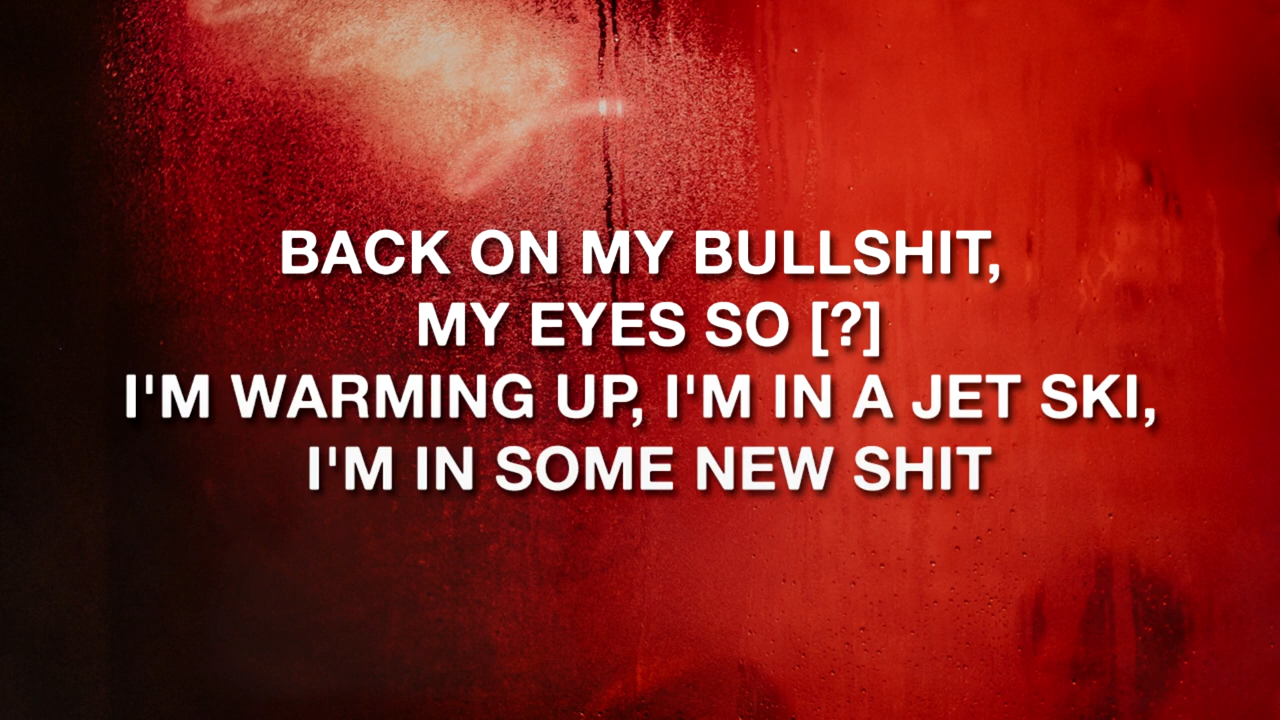 BACK ON MY BULLSHIT,
MY EYES SO [?]
I'M WARMING UP, I'M IN A JET SKI,
I'M IN SOME NEW SHIT